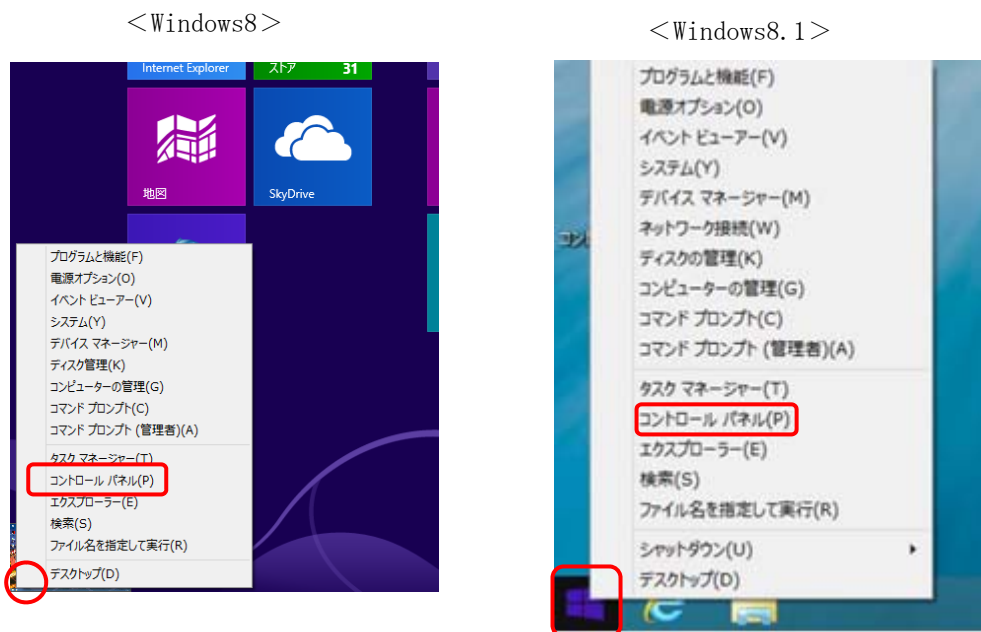 <Windows8>
Internet Explorer
ストア 31
地図
SkyDrive
プログラムと機能(F)
電源オプション(O)
イベント ビューアー(V)
システム(Y)
デバイス マネージャー(M)
ディスク管理(K)
コンピューターの管理(G)
コマンド プロンプト(C)
コマンド プロンプト (管理者)(A)
タスク マネージャー(T)
コントロール パネル(P)
エクスプローラー(E)
検索(S)
ファイル名を指定して実行(R)
デスクトップ(D)
<Windows8.1>
プログラムと機能(F)
電源オプション(O)
イベント ビューアー(V)
システム(Y)
デバイス マネージャー(M)
ネットワーク接続(W)
ディスクの管理(K)
コンピューターの管理(G)
コマンド プロンプト(C)
コマンド プロンプト (管理者)(A)
タスク マネージャー(T)
コントロール パネル(P)
エクスプローラー(E)
検索(S)
ファイル名を指定して実行(R)
シャットダウン(U)
デスクトップ(D)